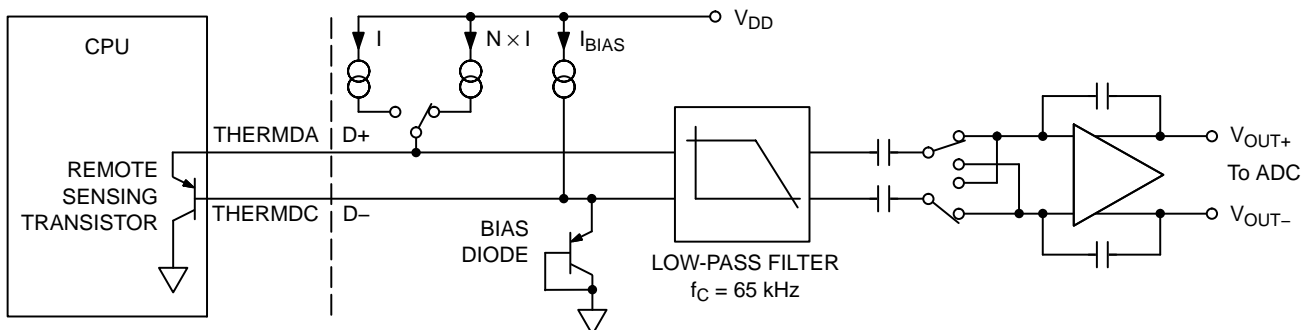 CPU
I
N × I
I_BIAS
V_DD
THERMDA
D+
REMOTE
SENSING
TRANSISTOR
THERMDC
D–
BIAS
DIODE
LOW-PASS FILTER
f_C = 65 kHz
V_OUT+
To ADC
V_OUT–